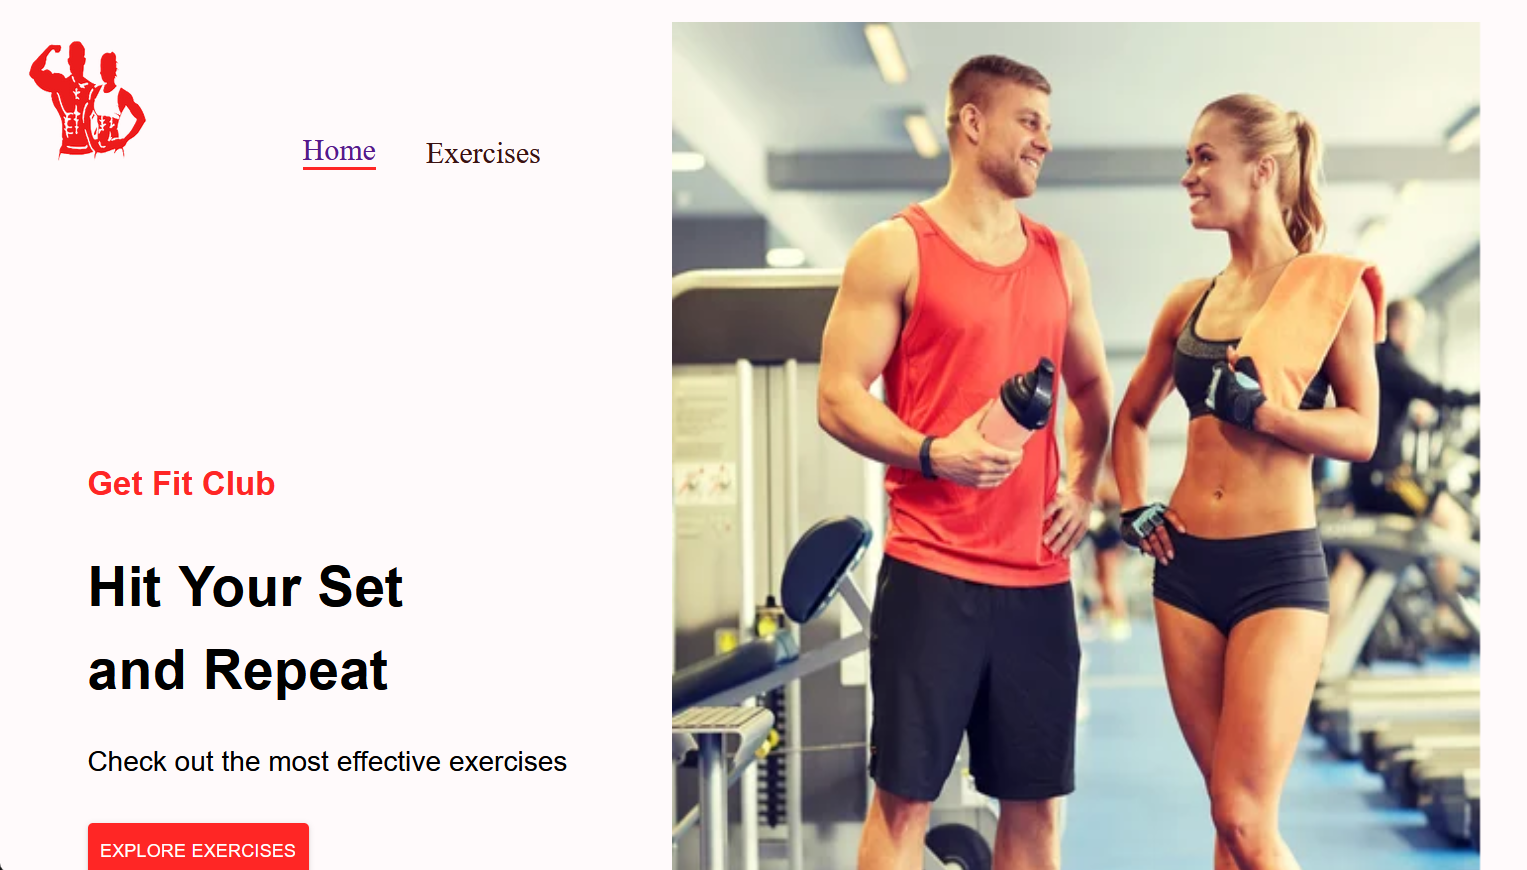 Home
Exercises
Get Fit Club
Hit Your Set
and Repeat
Check out the most effective exercises
EXPLORE EXERCISES